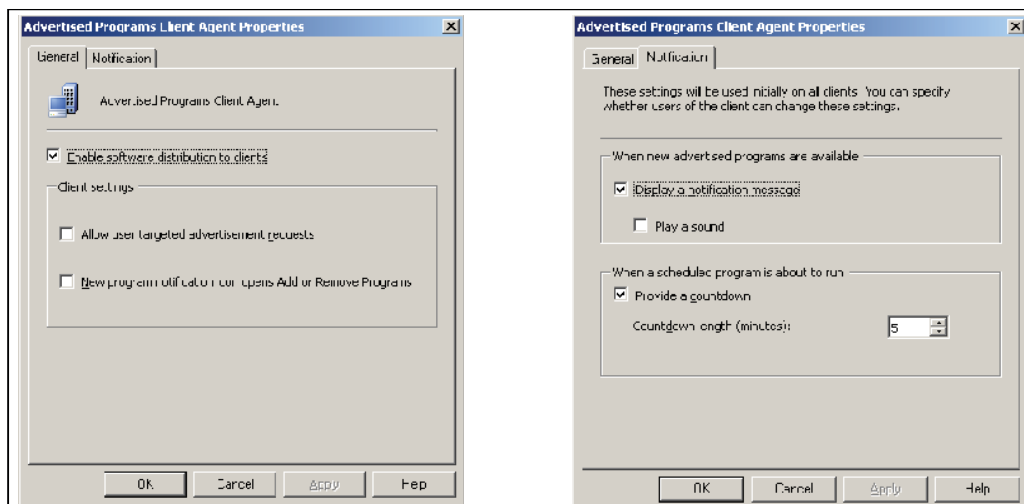 Advertised Programs Client Agent Properties
General
Notification
Advertised Programs Client Agent
Enable software distribution to clients
Client settings
Allow user targeted advertisement requests
New program notification icon opens Add or Remove Programs
OK
Cancel
Apply
Help
Advertised Programs Client Agent Properties
General
Notification
These settings will be used initially on all clients. You can specify
whether users of the client can change these settings.
When new advertised programs are available
Display a notification message
Play a sound
When a scheduled program is about to run
Provide a countdown
Countdown length (minutes):
5
OK
Cancel
Apply
Help